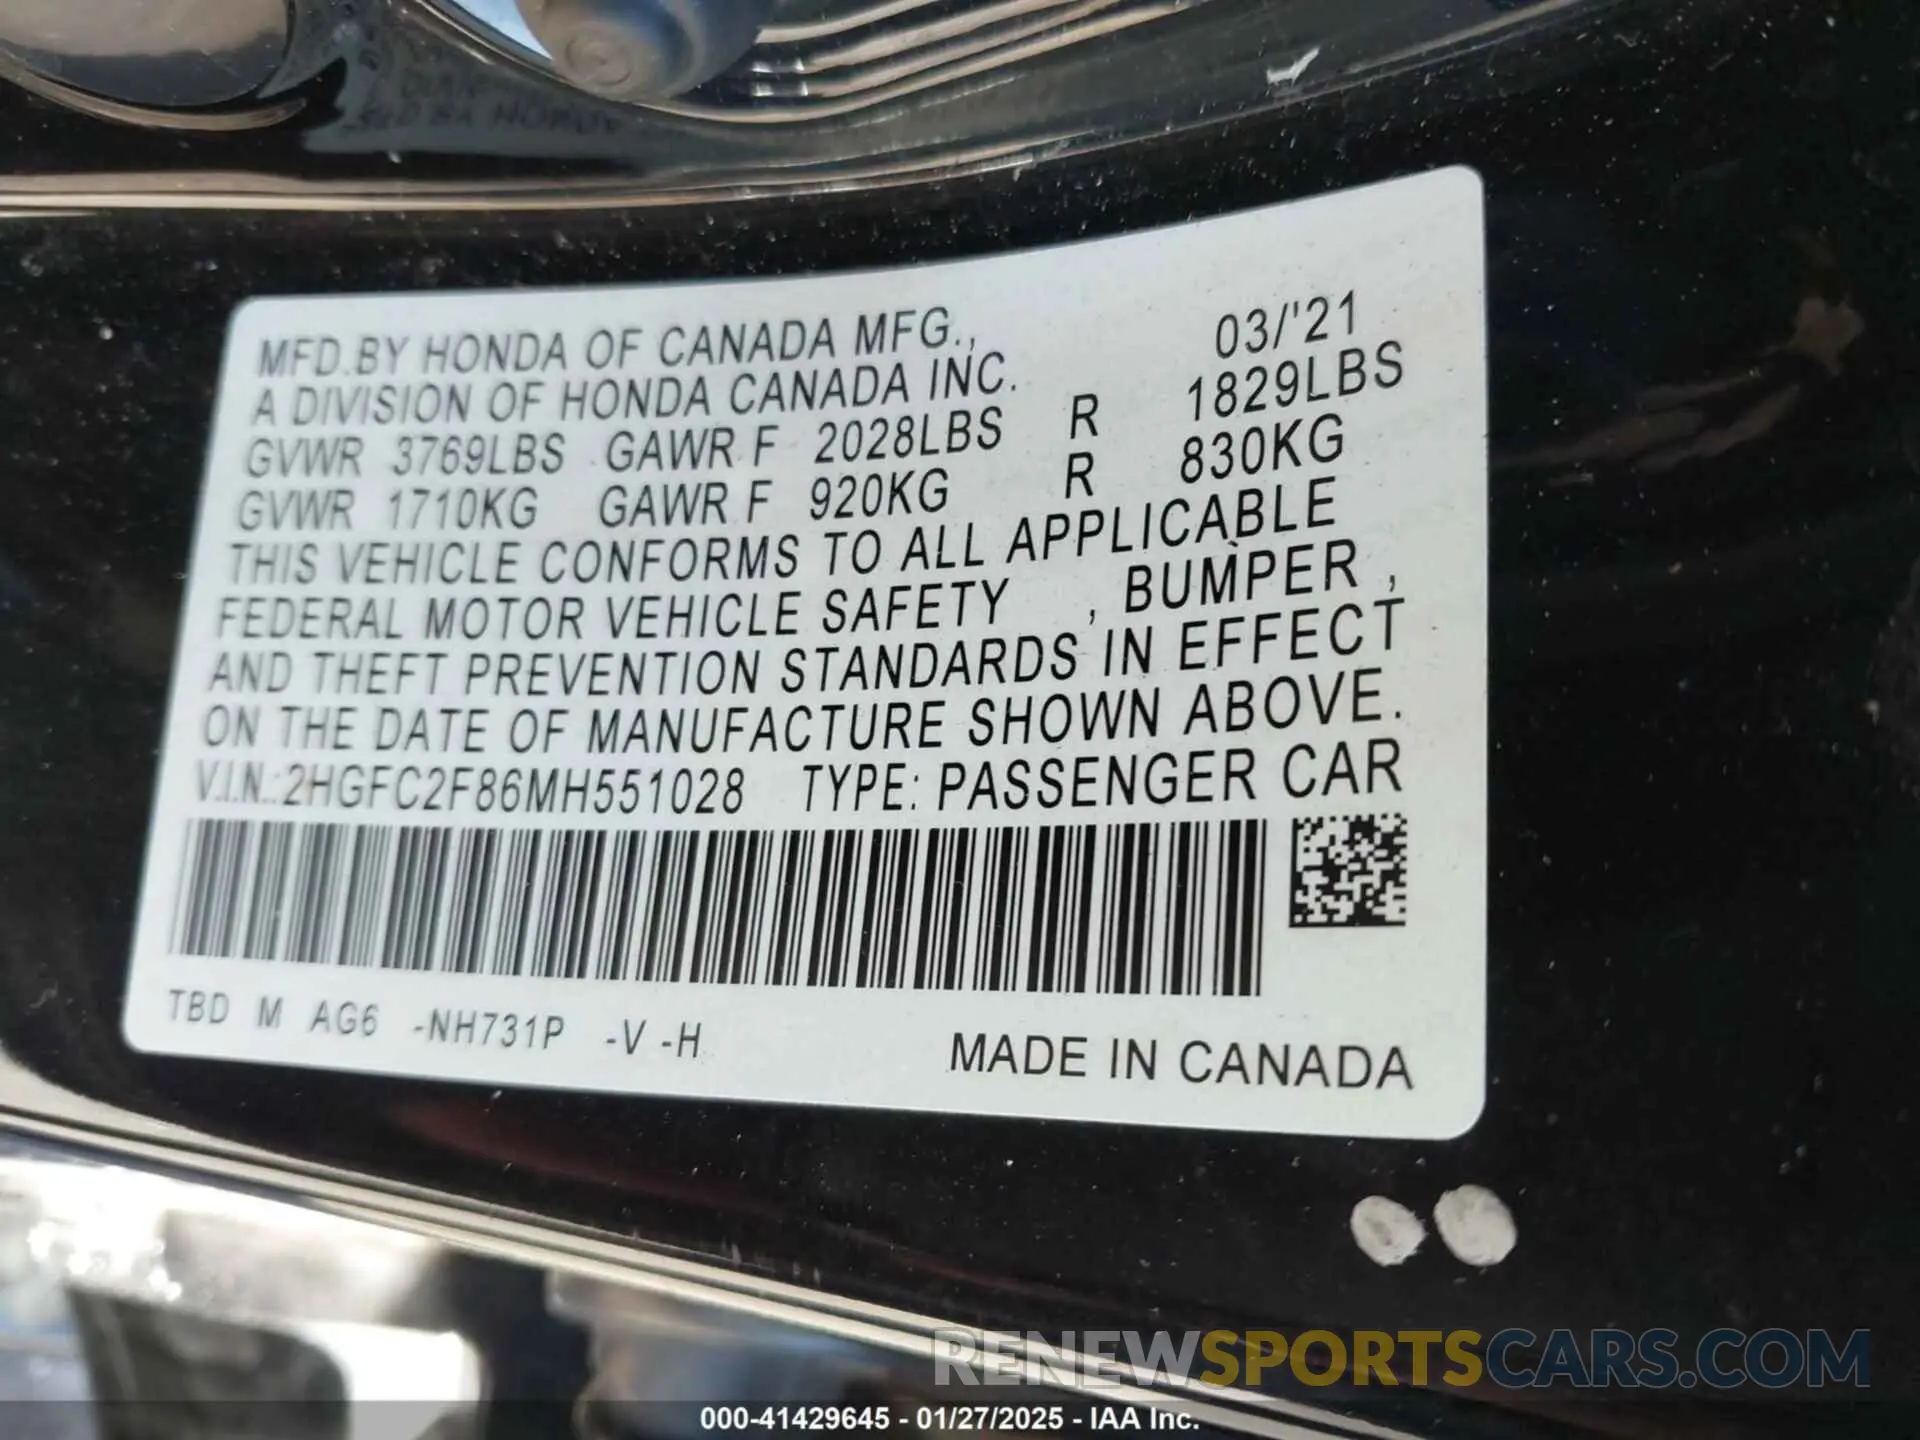 MFD.BY HONDA OF CANADA MFG., 03/'21
A DIVISION OF HONDA CANADA INC.
GVWR 3769LBS GAWR F 2028LBS R 1829LBS
GVWR 1710KG GAWR F 920KG R 830KG
THIS VEHICLE CONFORMS TO ALL APPLICABLE
FEDERAL MOTOR VEHICLE SAFETY , BUMPER ,
AND THEFT PREVENTION STANDARDS IN EFFECT
ON THE DATE OF MANUFACTURE SHOWN ABOVE.
V.I.N.:2HGFC2F86MH551028 TYPE: PASSENGER CAR
TBD M AG6 -NH731P -V -H
MADE IN CANADA
RENEWSPORTSCARS.COM
000-41429645 - 01/27/2025 - IAA Inc.